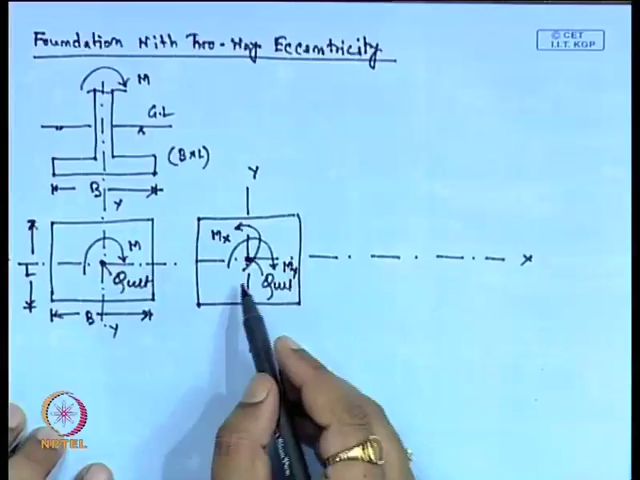 Foundation With Two-Way Eccentricity
© CET
I.I.T. KGP
M
G.L
(B×L)
B
Y
Y
Mx
M
L
Qult
My
Qult
X
B
Y
NPTEL